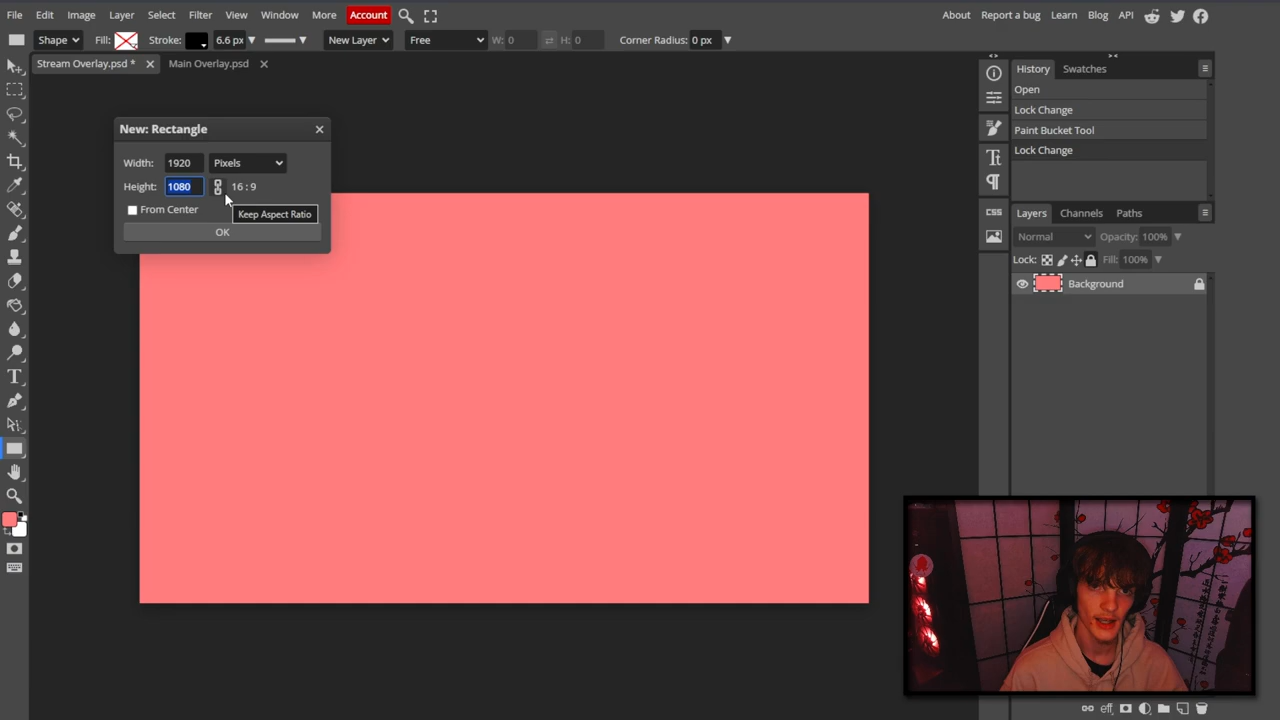 File Edit Image Layer Select Filter View Window More Account About Report a bug Learn Blog API
Shape Fill: Stroke: 6.6 px New Layer Free W: 0 H: 0 Corner Radius: 0 px
Stream Overlay.psd * Main Overlay.psd
History Swatches
Open
Lock Change
Paint Bucket Tool
Lock Change
New: Rectangle
Width: 1920 Pixels
Height: 1080 16 : 9
From Center
Keep Aspect Ratio
OK
CSS
Layers Channels Paths
Normal Opacity: 100%
Lock: Fill: 100%
Background
eff